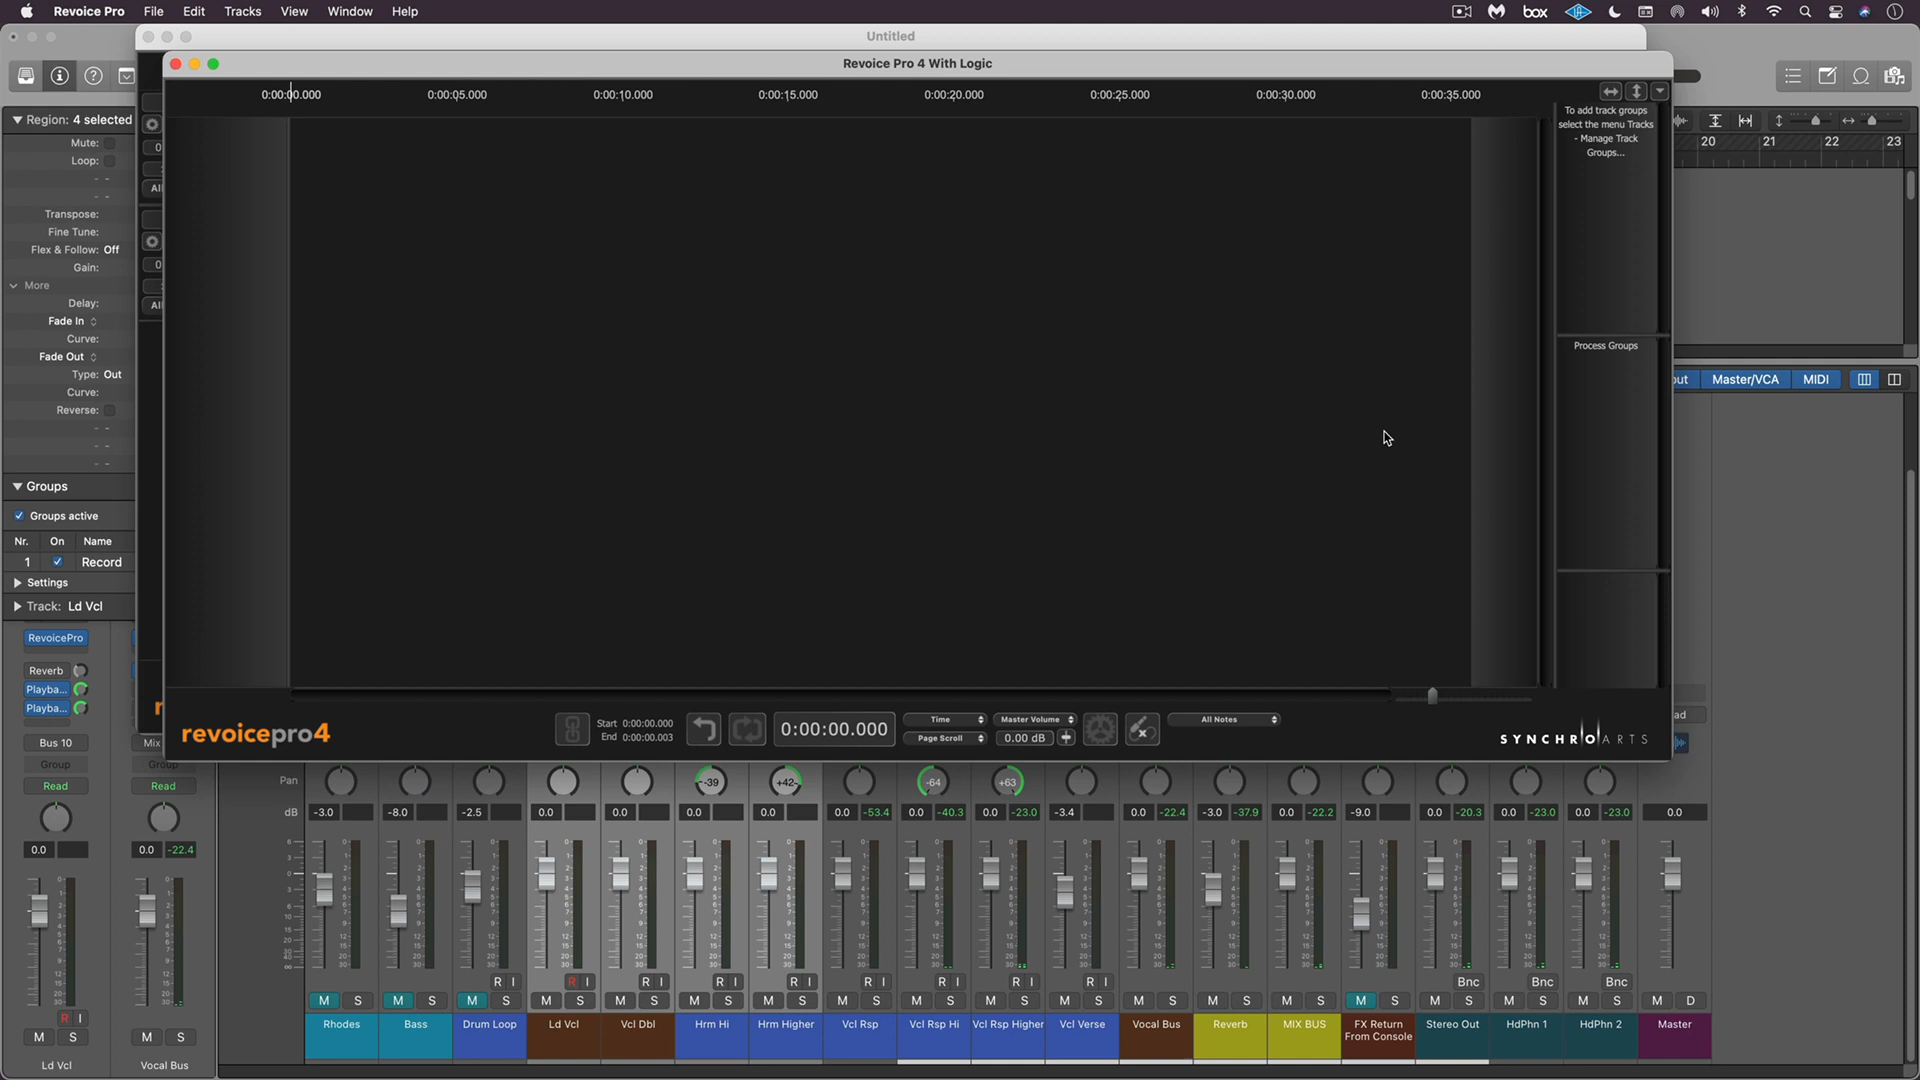 Revoice Pro File Edit Tracks View Window Help
box
Untitled
Revoice Pro 4 With Logic
0:00:00.000 0:00:05.000 0:00:10.000 0:00:15.000 0:00:20.000 0:00:25.000 0:00:30.000 0:00:35.000
To add track groups
select the menu Tracks
- Manage Track
Groups...
Region: 4 selected
20 21 22 23
Mute:
Loop:
Transpose:
Fine Tune:
Flex & Follow: Off
Gain:
More
Delay:
Fade In
Curve:
Fade Out
Type: Out
Curve:
Reverse:
Process Groups
Master/VCA MIDI
Groups
Groups active
Nr. On Name
1 Record
Settings
Track: Ld Vcl
RevoicePro
Reverb
Playba...
Playba...
Bus 10
Group Group
Read Read
0.0 0.0 -22.4
revoicepro4
Start 0:00:00.000
End 0:00:00.003
0:00:00.000
Time
Page Scroll
Master Volume
0.00 dB
All Notes
SYNCHROARTS
Pan -39 +42 -64 +63
dB -3.0 -8.0 -2.5 0.0 0.0 0.0 0.0 0.0 -53.4 0.0 -40.3 0.0 -23.0 -3.4 0.0 -22.4 -3.0 -37.9 0.0 -22.2 -9.0 0.0 -20.3 0.0 -23.0 0.0 -23.0 0.0
R I R I R I R I R I R I R I R I R I Bnc Bnc Bnc
M S M S M S M S M S M S M S M S M S M S M S M S M S M S M S M S M S M S M D
Rhodes Bass Drum Loop Ld Vcl Vcl Dbl Hrm Hi Hrm Higher Vcl Rsp Vcl Rsp Hi Vcl Rsp Higher Vcl Verse Vocal Bus Reverb MIX BUS FX Return From Console Stereo Out HdPhn 1 HdPhn 2 Master
R I
M S M S
Ld Vcl Vocal Bus